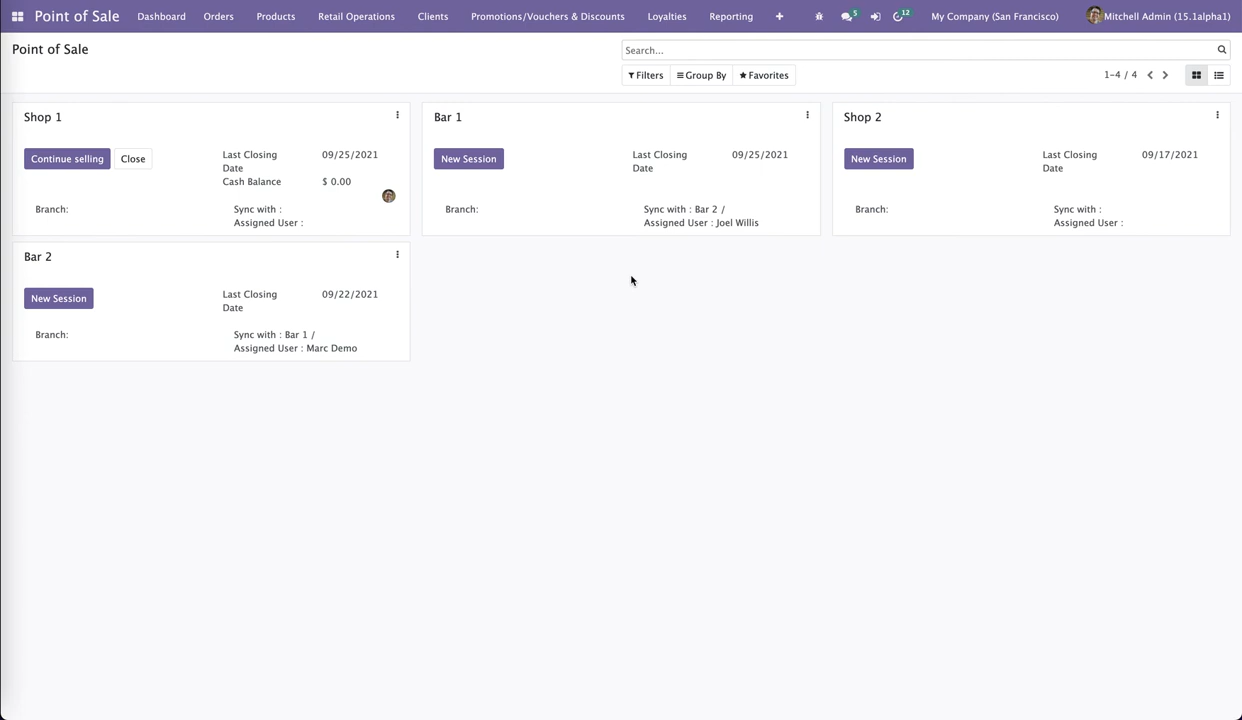 Point of Sale Dashboard Orders Products Retail Operations Clients Promotions/Vouchers & Discounts Loyalties Reporting 5 12 My Company (San Francisco) Mitchell Admin (15.1alpha1)
Point of Sale
Search...
Filters Group By Favorites 1-4 / 4
Shop 1
Continue selling Close
Last Closing Date 09/25/2021
Cash Balance $ 0.00
Branch:
Sync with :
Assigned User :
Bar 1
New Session
Last Closing Date 09/25/2021
Branch:
Sync with : Bar 2 /
Assigned User : Joel Willis
Shop 2
New Session
Last Closing Date 09/17/2021
Branch:
Sync with :
Assigned User :
Bar 2
New Session
Last Closing Date 09/22/2021
Branch:
Sync with : Bar 1 /
Assigned User : Marc Demo